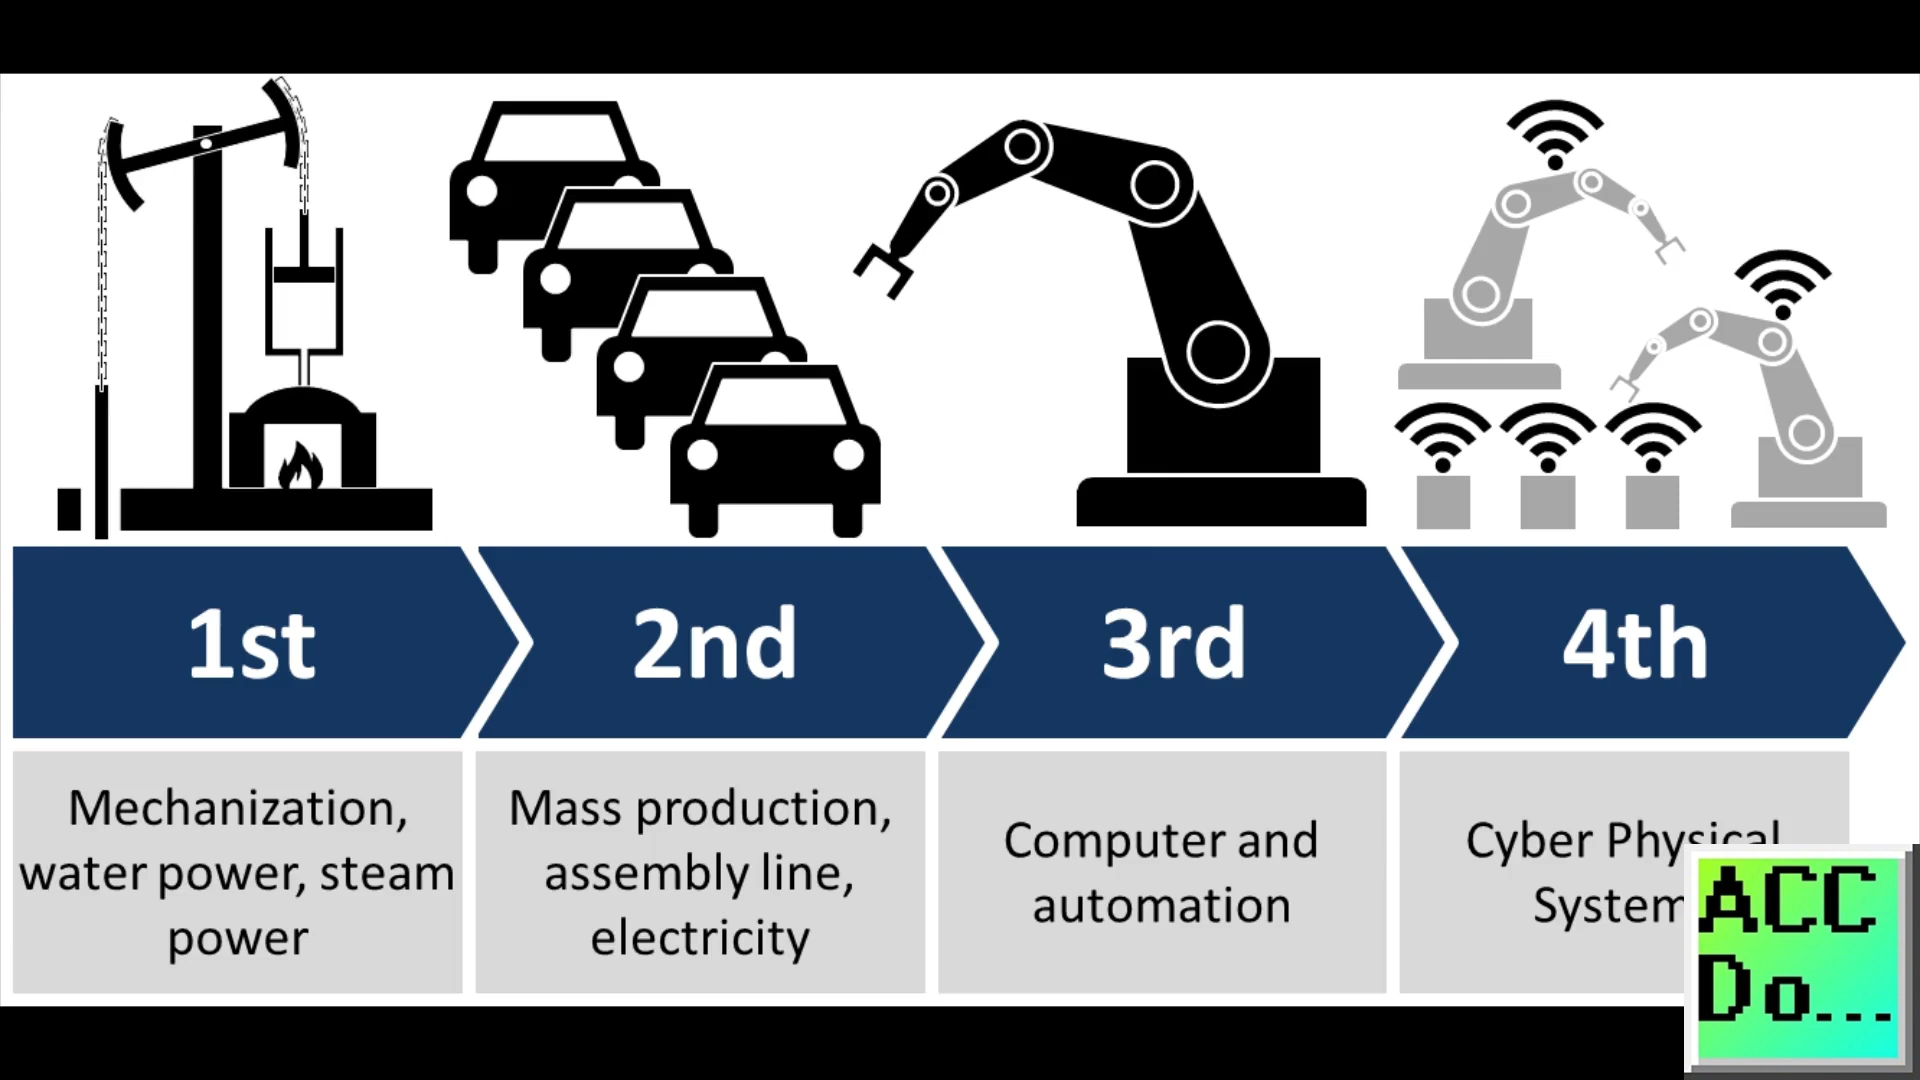 1st
2nd
3rd
4th
Mechanization,
water power, steam
power
Mass production,
assembly line,
electricity
Computer and
automation
Cyber Physical
System
ACC
Do...